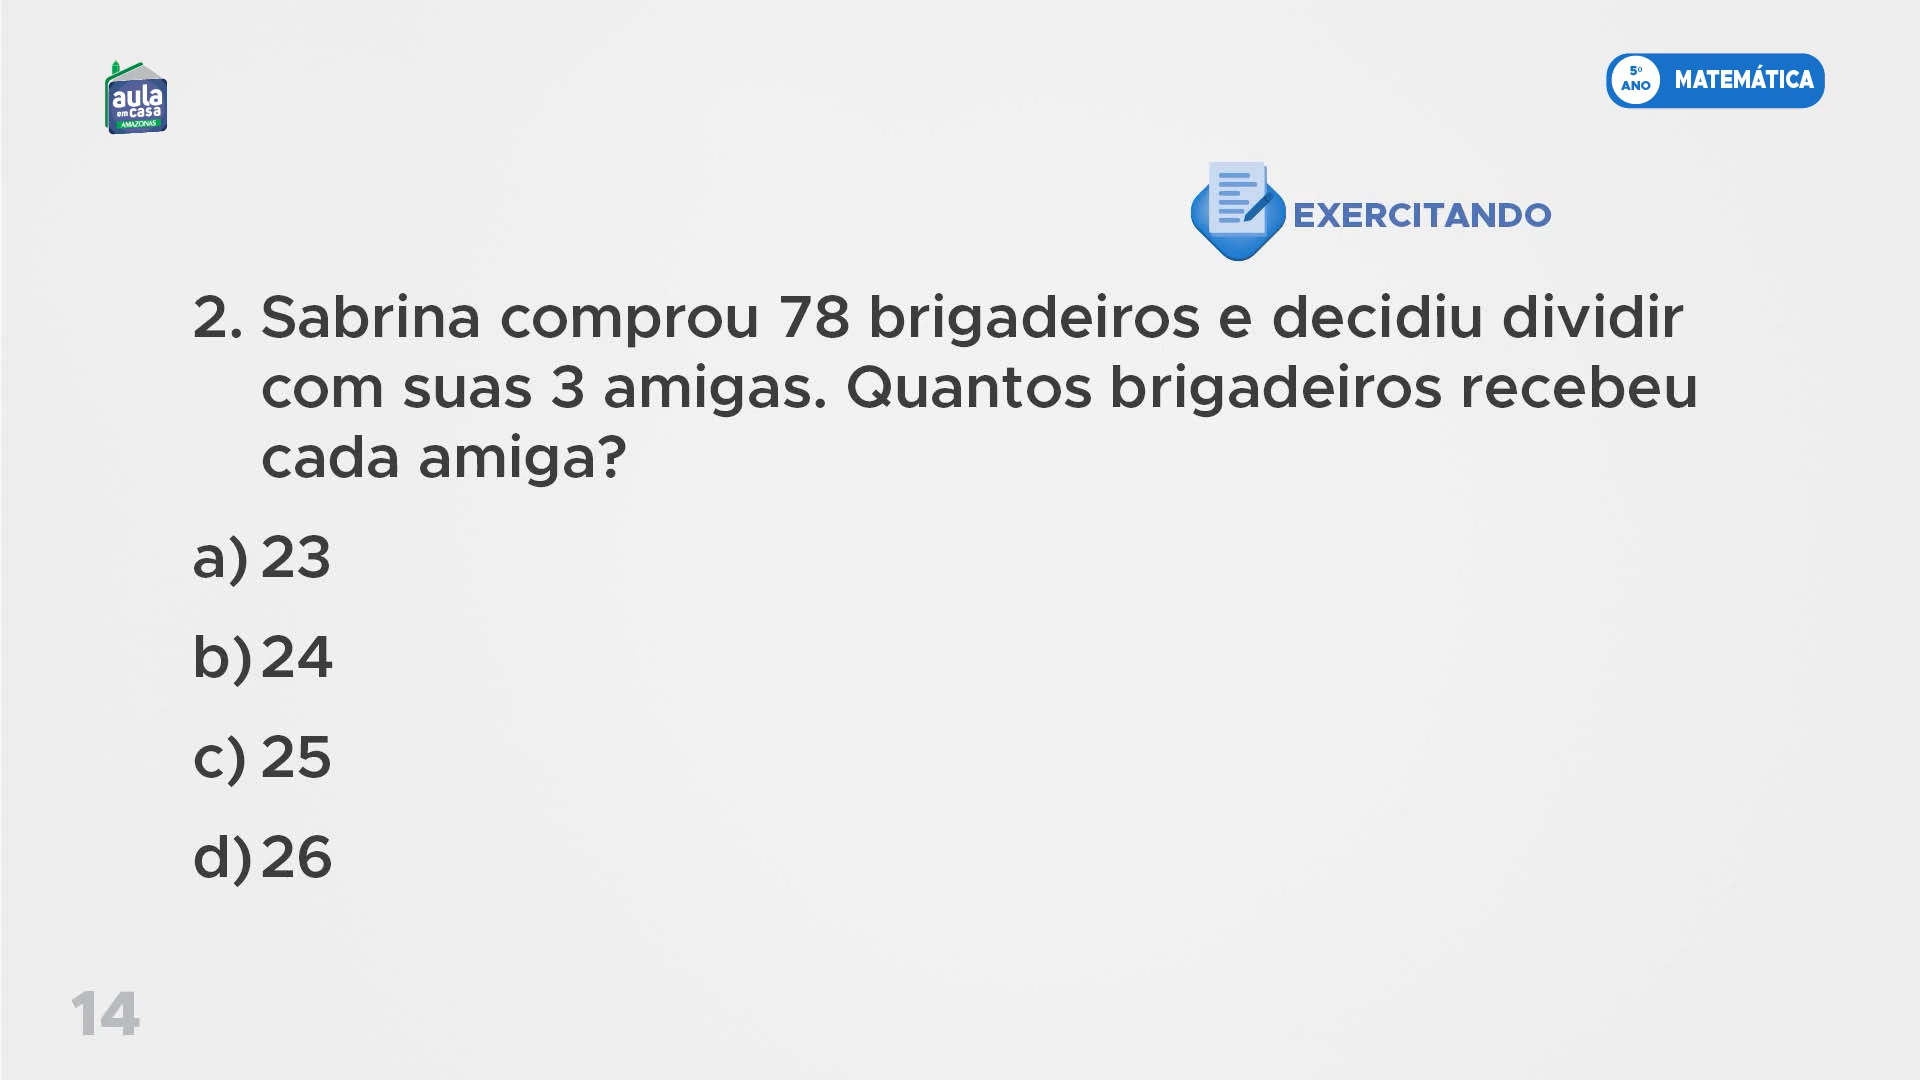 aula
em casa
AMAZONAS
5º
ANO
MATEMÁTICA
EXERCITANDO
2. Sabrina comprou 78 brigadeiros e decidiu dividir
com suas 3 amigas. Quantos brigadeiros recebeu
cada amiga?
a) 23
b) 24
c) 25
d) 26
14